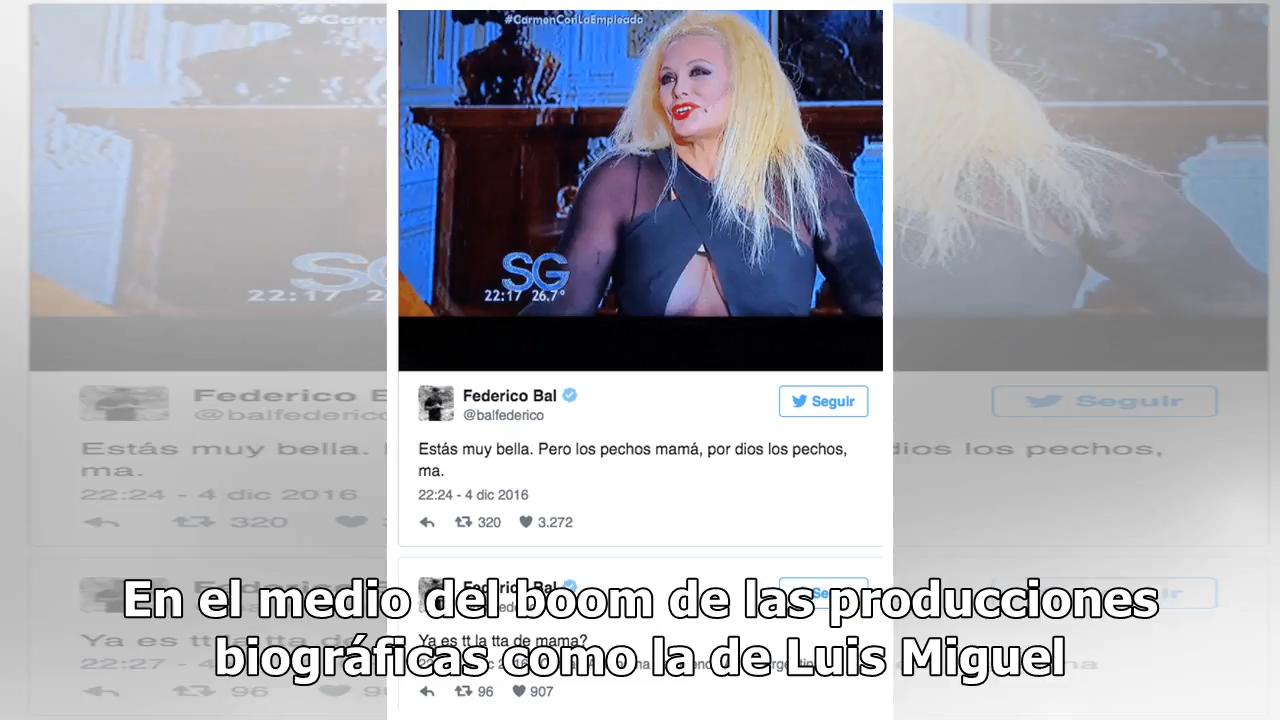 #CarmenConLaEmpleada
SG
22:17 26.7°
Federico Bal
@balfederico
Seguir
Estás muy bella. Pero los pechos mamá, por dios los pechos,
ma.
22:24 - 4 dic 2016
320 3.272
Federico Bal
Ya es tt la tta de mama?
96 907
En el medio del boom de las producciones
biográficas como la de Luis Miguel